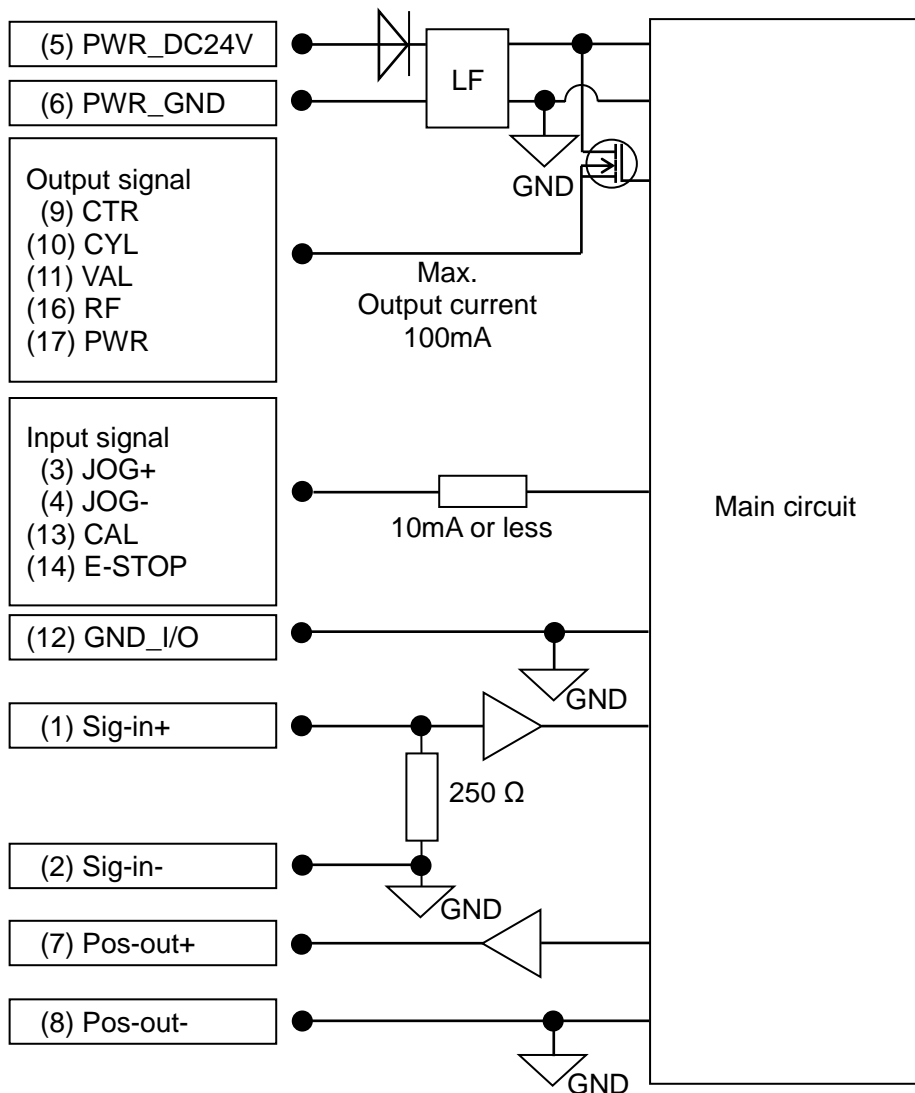 (5) PWR_DC24V
LF
(6) PWR_GND
GND
Output signal
(9) CTR
(10) CYL
(11) VAL
(16) RF
(17) PWR
Max.
Output current
100mA
Input signal
(3) JOG+
(4) JOG-
(13) CAL
(14) E-STOP
10mA or less
Main circuit
(12) GND_I/O
GND
(1) Sig-in+
250 Ω
(2) Sig-in-
GND
(7) Pos-out+
(8) Pos-out-
GND